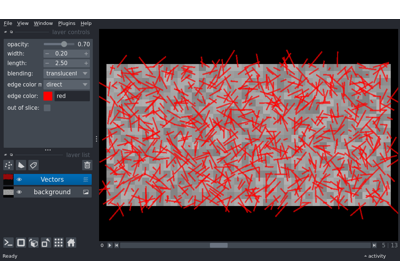 File View Window Plugins Help
layer controls
opacity: 0.70
width: 0.20
length: 2.50
blending: translucent
edge color m direct
edge color: red
out of slice:
layer list
Vectors
background
0
5 13
Ready
activity